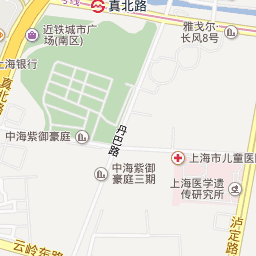 真北路
近铁城市广
场(南区)
雅戈尔·
长风8号
上海银行
真北路
中海紫御豪庭
丹巴路
中海紫御
豪庭三期
上海市儿童医
上海医学遗
传研究所
泸定路
云岭东路